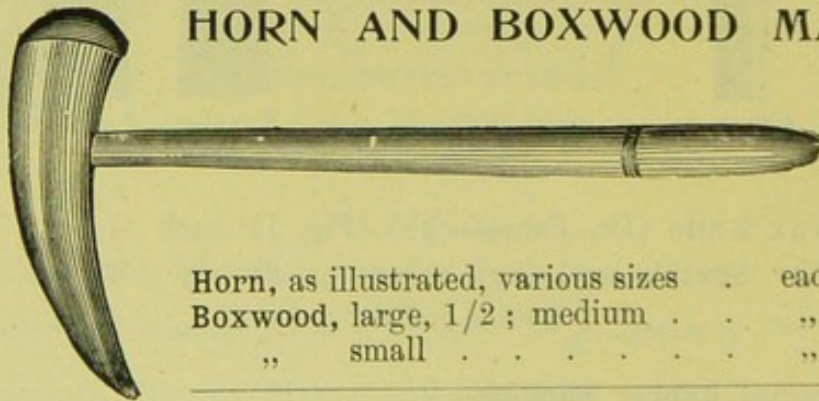 HORN AND BOXWOOD MA
Horn, as illustrated, various sizes . eac
Boxwood, large, 1/2 ; medium . . ,,
,, small . . . . . . ,,